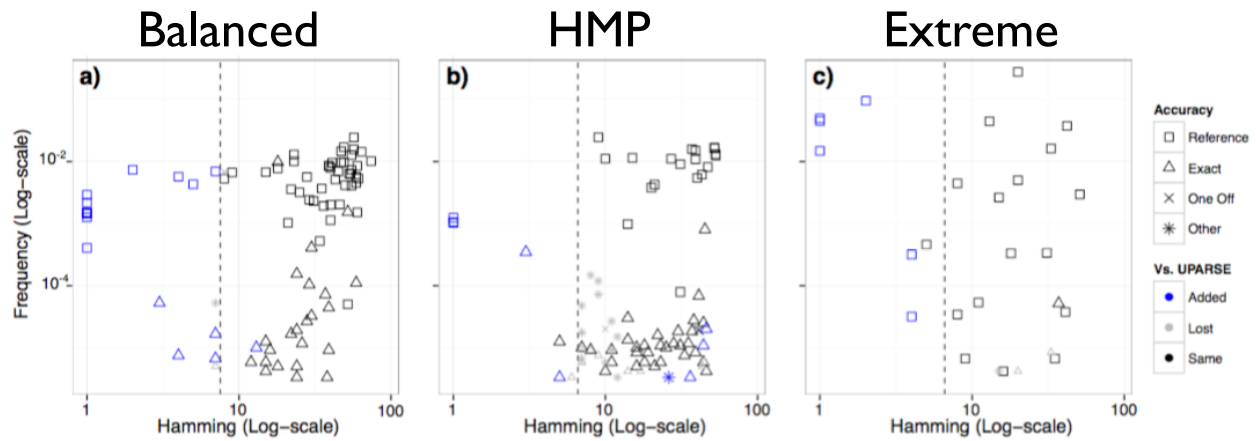 Balanced
HMP
Extreme
a)
b)
c)
Frequency (Log−scale)
10-2
10-4
1
10
100
Hamming (Log−scale)
1
10
100
Hamming (Log−scale)
1
10
100
Hamming (Log−scale)
Accuracy
Reference
Exact
One Off
Other
Vs. UPARSE
Added
Lost
Same